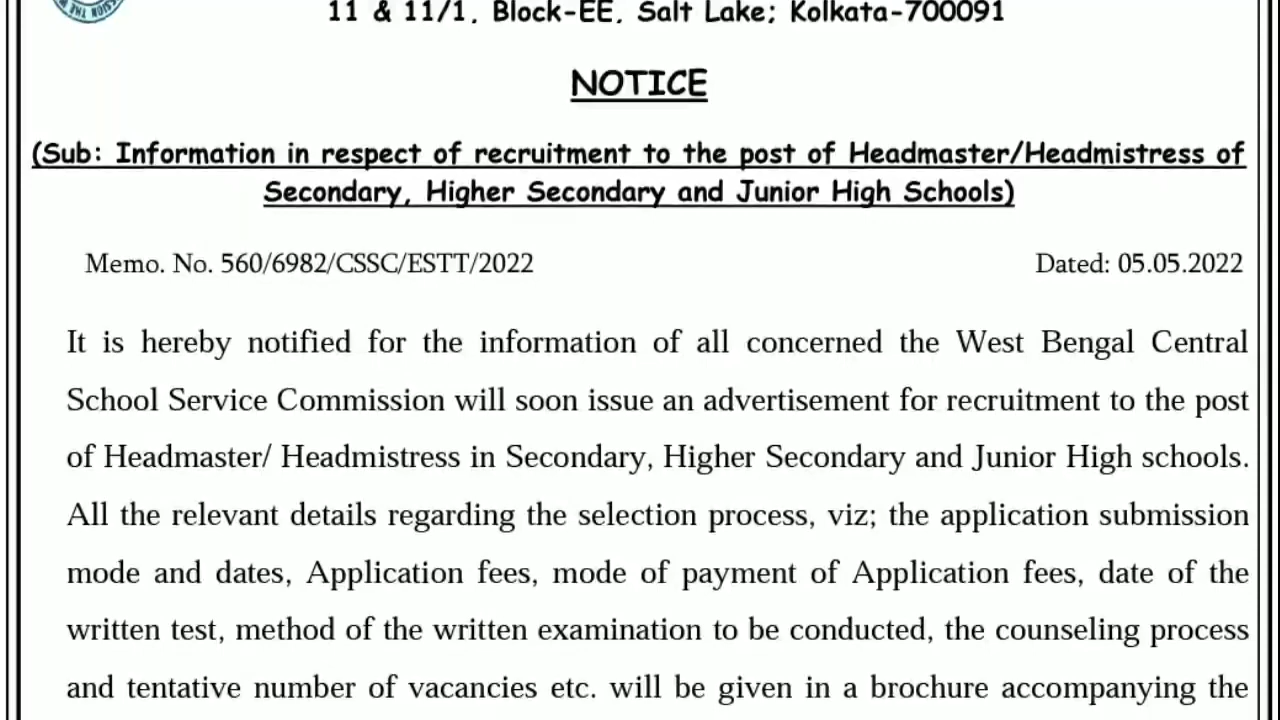 11 & 11/1, Block-EE, Salt Lake; Kolkata-700091
NOTICE
(Sub: Information in respect of recruitment to the post of Headmaster/Headmistress of
Secondary, Higher Secondary and Junior High Schools)
Memo. No. 560/6982/CSSC/ESTT/2022 Dated: 05.05.2022
It is hereby notified for the information of all concerned the West Bengal Central
School Service Commission will soon issue an advertisement for recruitment to the post
of Headmaster/ Headmistress in Secondary, Higher Secondary and Junior High schools.
All the relevant details regarding the selection process, viz; the application submission
mode and dates, Application fees, mode of payment of Application fees, date of the
written test, method of the written examination to be conducted, the counseling process
and tentative number of vacancies etc. will be given in a brochure accompanying the